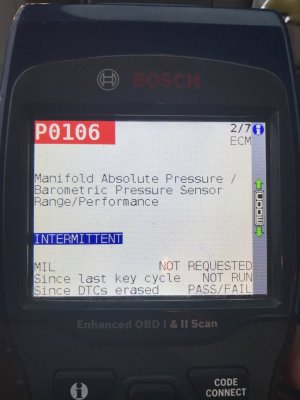 BOSCH
P0106
2/7
ECM
Manifold Absolute Pressure /
Barometric Pressure Sensor
Range/Performance
INTERMITTENT
MIL NOT REQUESTED
Since last key cycle NOT RUN
Since DTCs erased PASS/FAIL
CODE
Enhanced OBD I & II Scan
CODE
CONNECT